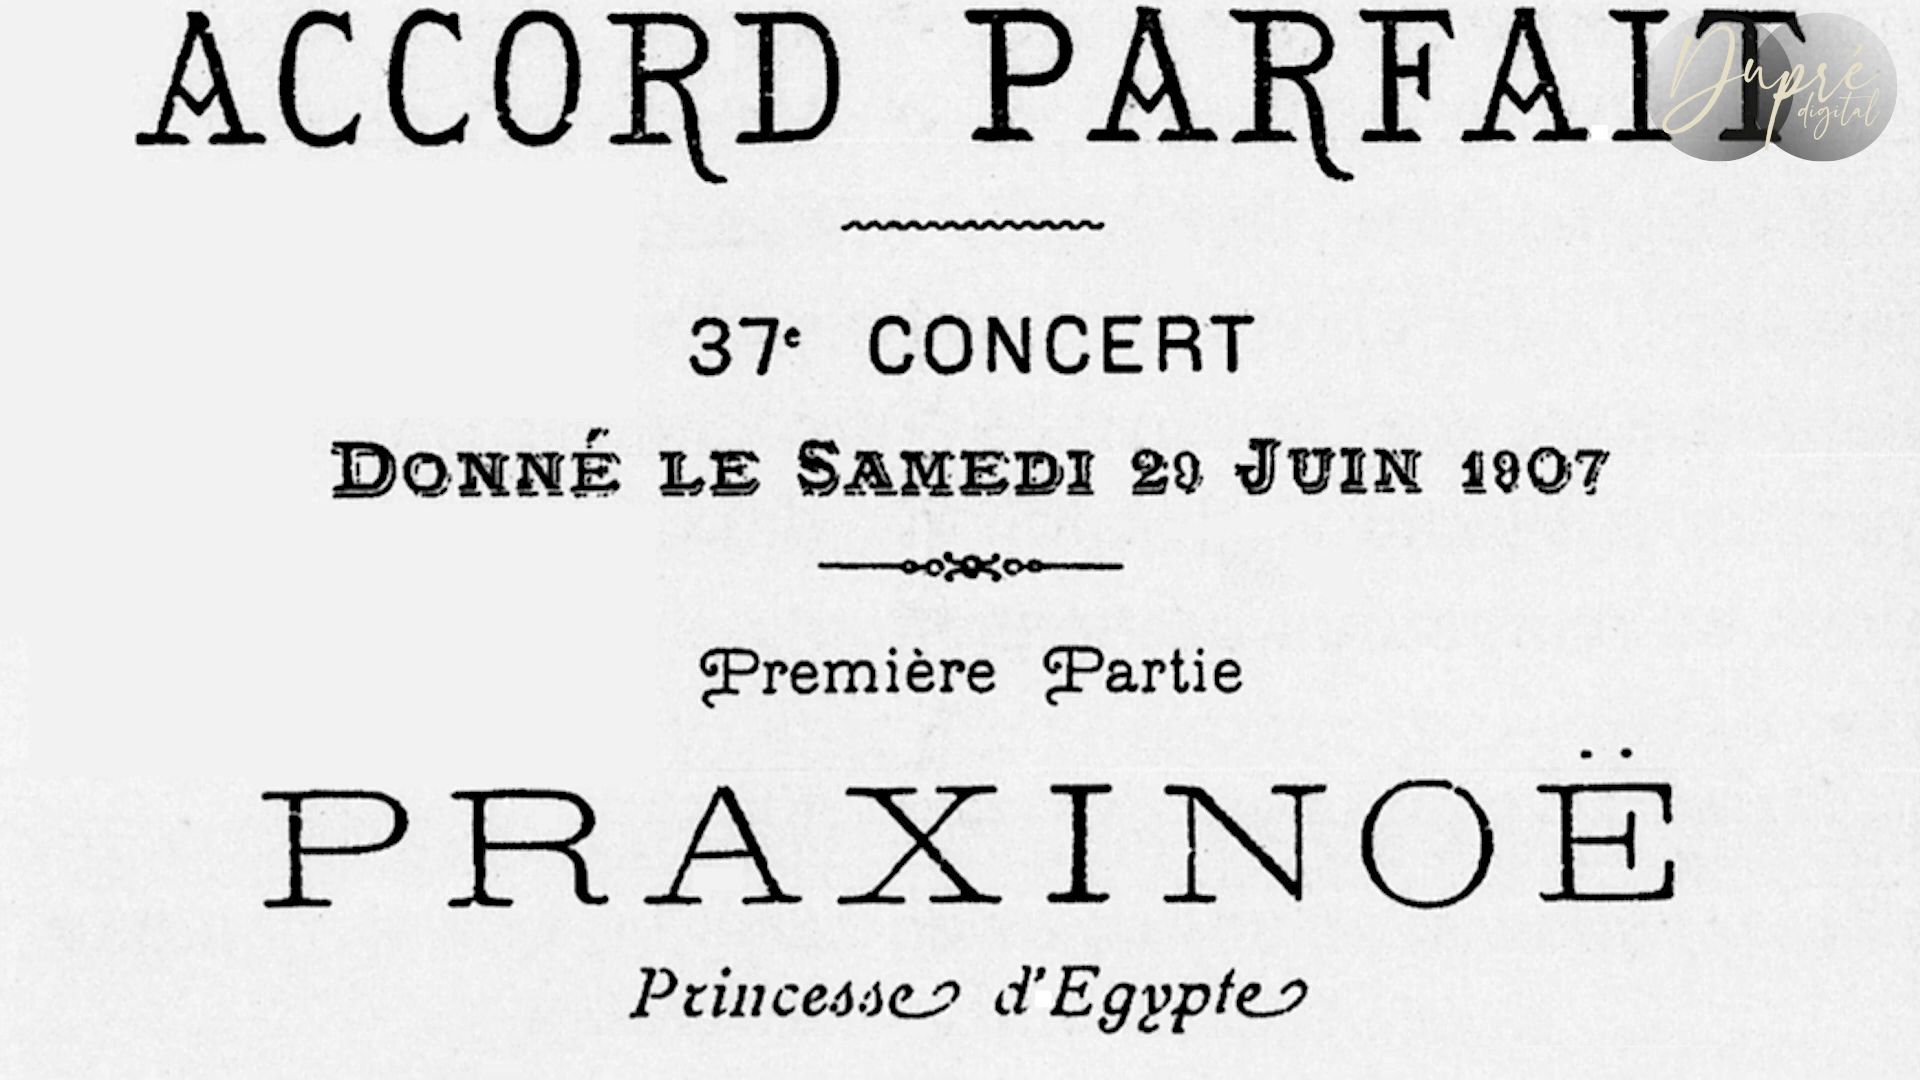 ACCORD PARFAIT
Dupré
digital
37e CONCERT
DONNÉ LE SAMEDI 29 JUIN 1907
Première Partie
PRAXINOË
Princesse d'Egypte